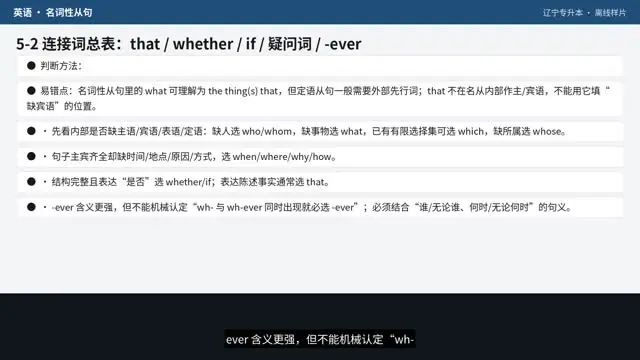 英语 · 名词性从句
辽宁专升本 · 离线样片
5-2 连接词总表：that / whether / if / 疑问词 / -ever
● 判断方法：
● 易错点：名词性从句里的 what 可理解为 the thing(s) that，但定语从句一般需要外部先行词；that 不在名从内部作主/宾语，不能用它填“
缺宾语”的位置。
● · 先看内部是否缺主语/宾语/表语/定语：缺人选 who/whom，缺事物选 what，已有有限选择集可选 which，缺所属选 whose。
● · 句子主宾齐全却缺时间/地点/原因/方式，选 when/where/why/how。
● · 结构完整且表达“是否”选 whether/if；表达陈述事实通常选 that。
● · -ever 含义更强，但不能机械认定“wh- 与 wh-ever 同时出现就必选 -ever”；必须结合“谁/无论谁、何时/无论何时”的句义。
ever 含义更强，但不能机械认定“wh-